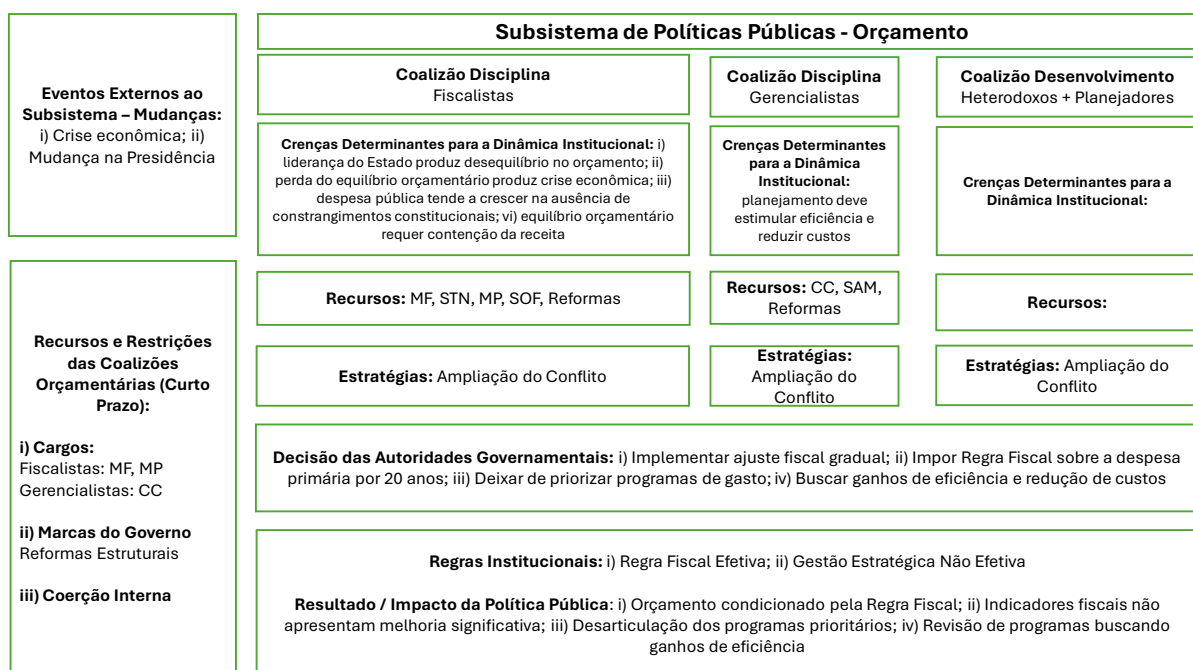 Eventos Externos ao
Subsistema – Mudanças:
i) Crise econômica; ii)
Mudança na Presidência
Recursos e Restrições
das Coalizões
Orçamentárias (Curto
Prazo):
i) Cargos:
Fiscalistas: MF, MP
Gerencialistas: CC
ii) Marcas do Governo
Reformas Estruturais
iii) Coerção Interna
Subsistema de Políticas Públicas - Orçamento
Coalizão Disciplina
Fiscalistas
Coalizão Disciplina
Gerencialistas
Coalizão Desenvolvimento
Heterodoxos + Planejadores
Crenças Determinantes para a Dinâmica Institucional: i)
liderança do Estado produz desequilíbrio no orçamento; ii)
perda do equilíbrio orçamentário produz crise econômica; iii)
despesa pública tende a crescer na ausência de
constrangimentos constitucionais; vi) equilíbrio orçamentário
requer contenção da receita
Crenças Determinantes
para a Dinâmica
Institucional:
planejamento deve
estimular eficiência e
reduzir custos
Crenças Determinantes para a
Dinâmica Institucional:
Recursos: MF, STN, MP, SOF, Reformas
Recursos: CC, SAM,
Reformas
Recursos:
Estratégias: Ampliação do Conflito
Estratégias:
Ampliação do
Conflito
Estratégias: Ampliação do
Conflito
Decisão das Autoridades Governamentais: i) Implementar ajuste fiscal gradual; ii) Impor Regra Fiscal sobre a despesa
primária por 20 anos; iii) Deixar de priorizar programas de gasto; iv) Buscar ganhos de eficiência e redução de custos
Regras Institucionais: i) Regra Fiscal Efetiva; ii) Gestão Estratégica Não Efetiva
Resultado / Impacto da Política Pública: i) Orçamento condicionado pela Regra Fiscal; ii) Indicadores fiscais não
apresentam melhoria significativa; iii) Desarticulação dos programas prioritários; iv) Revisão de programas buscando
ganhos de eficiência